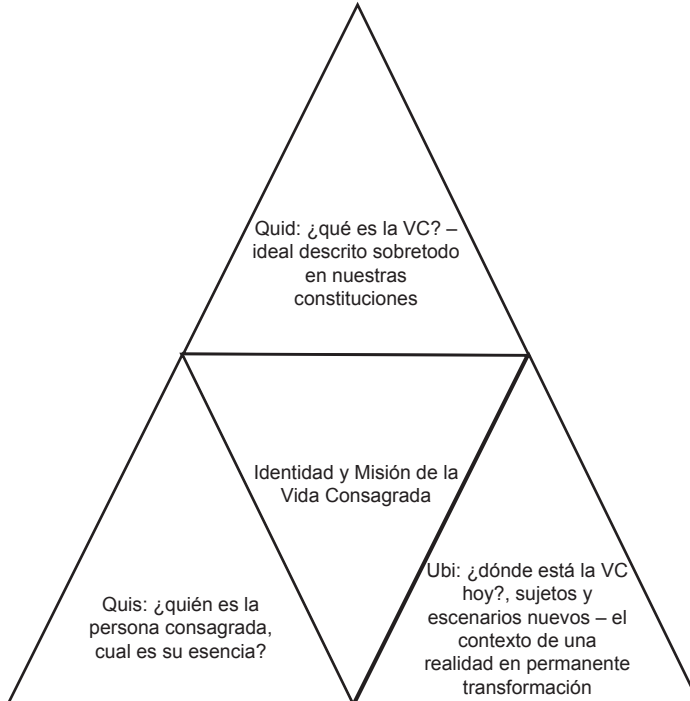 Quid: ¿qué es la VC? –
ideal descrito sobretodo
en nuestras
constituciones
Identidad y Misión de la
Vida Consagrada
Quis: ¿quién es la
persona consagrada,
cual es su esencia?
Ubi: ¿dónde está la VC
hoy?, sujetos y
escenarios nuevos – el
contexto de una
realidad en permanente
transformación